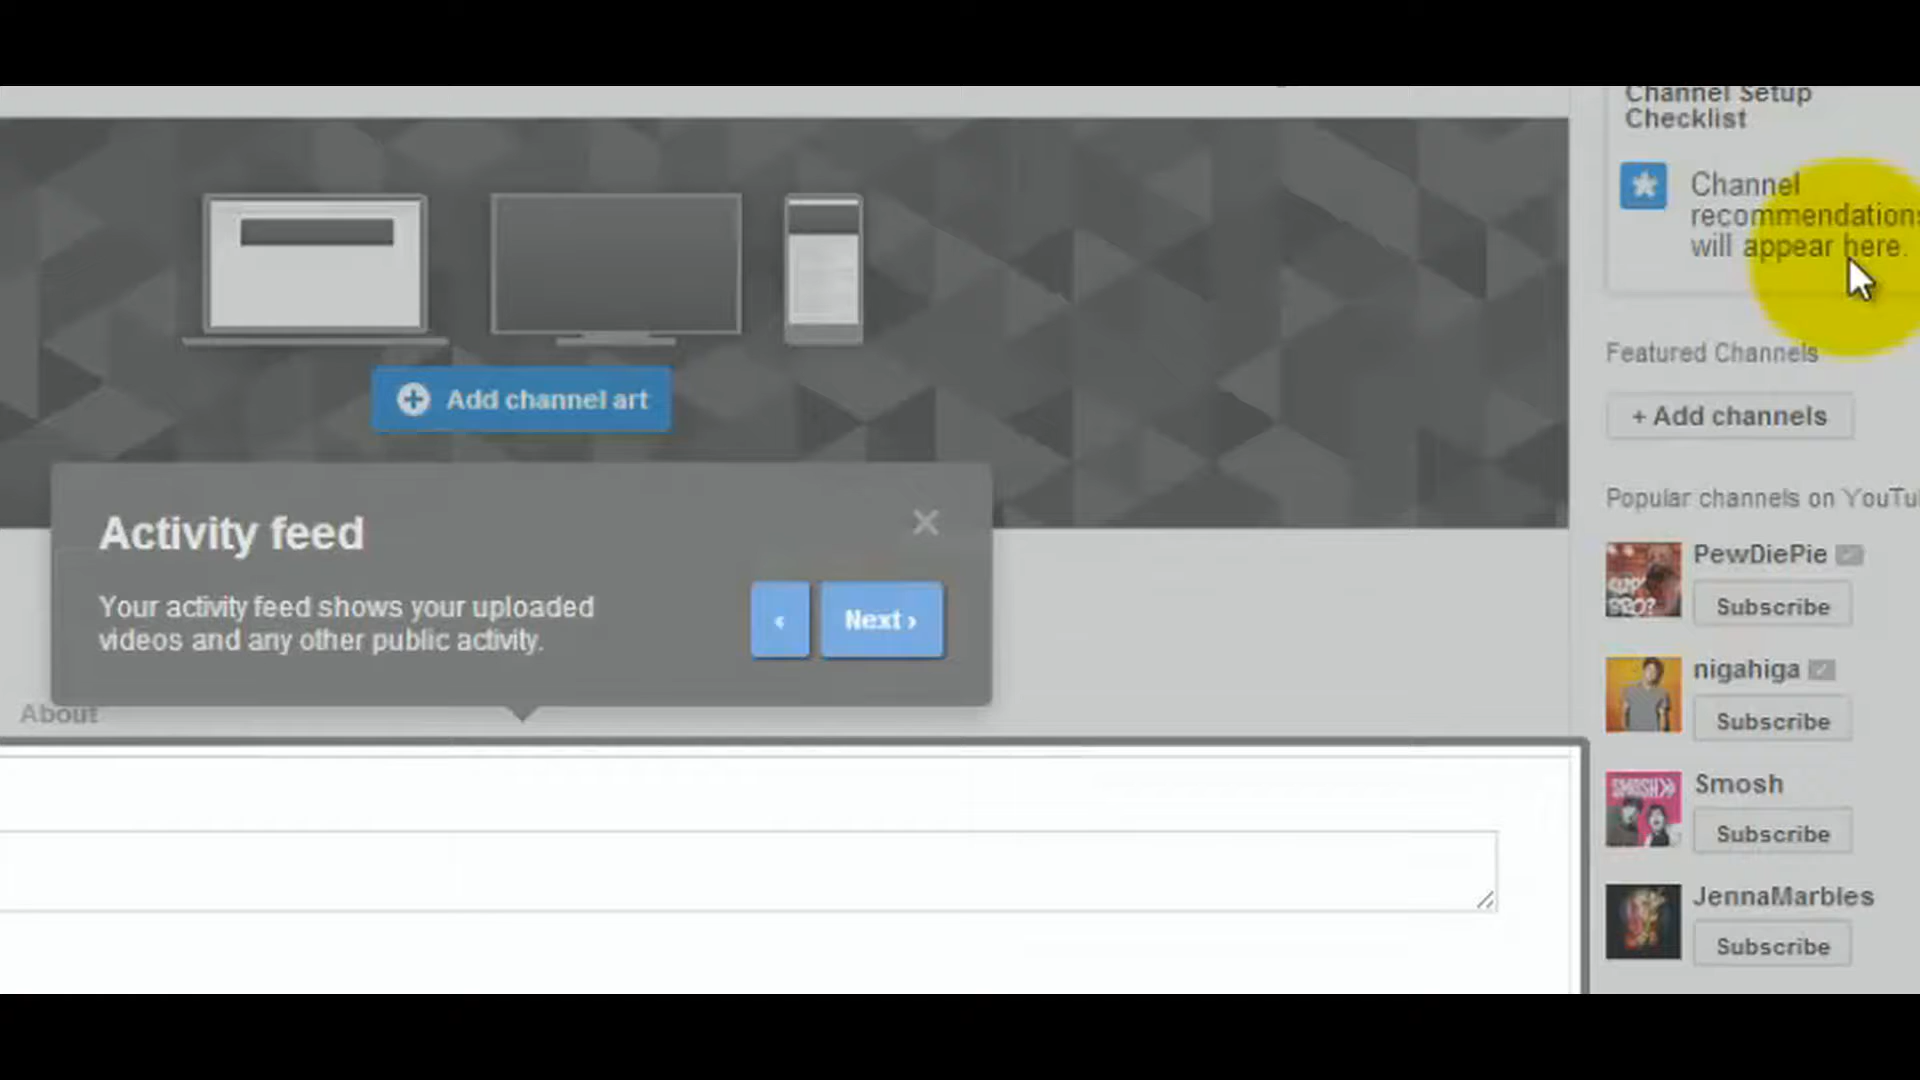 Channel Setup
Checklist
Channel
recommendations
will appear here.
Add channel art
Featured Channels
+ Add channels
Activity feed
Your activity feed shows your uploaded
videos and any other public activity.
‹
Next ›
About
Popular channels on YouTu
PewDiePie
Subscribe
nigahiga
Subscribe
SMOSH
Smosh
Subscribe
JennaMarbles
Subscribe